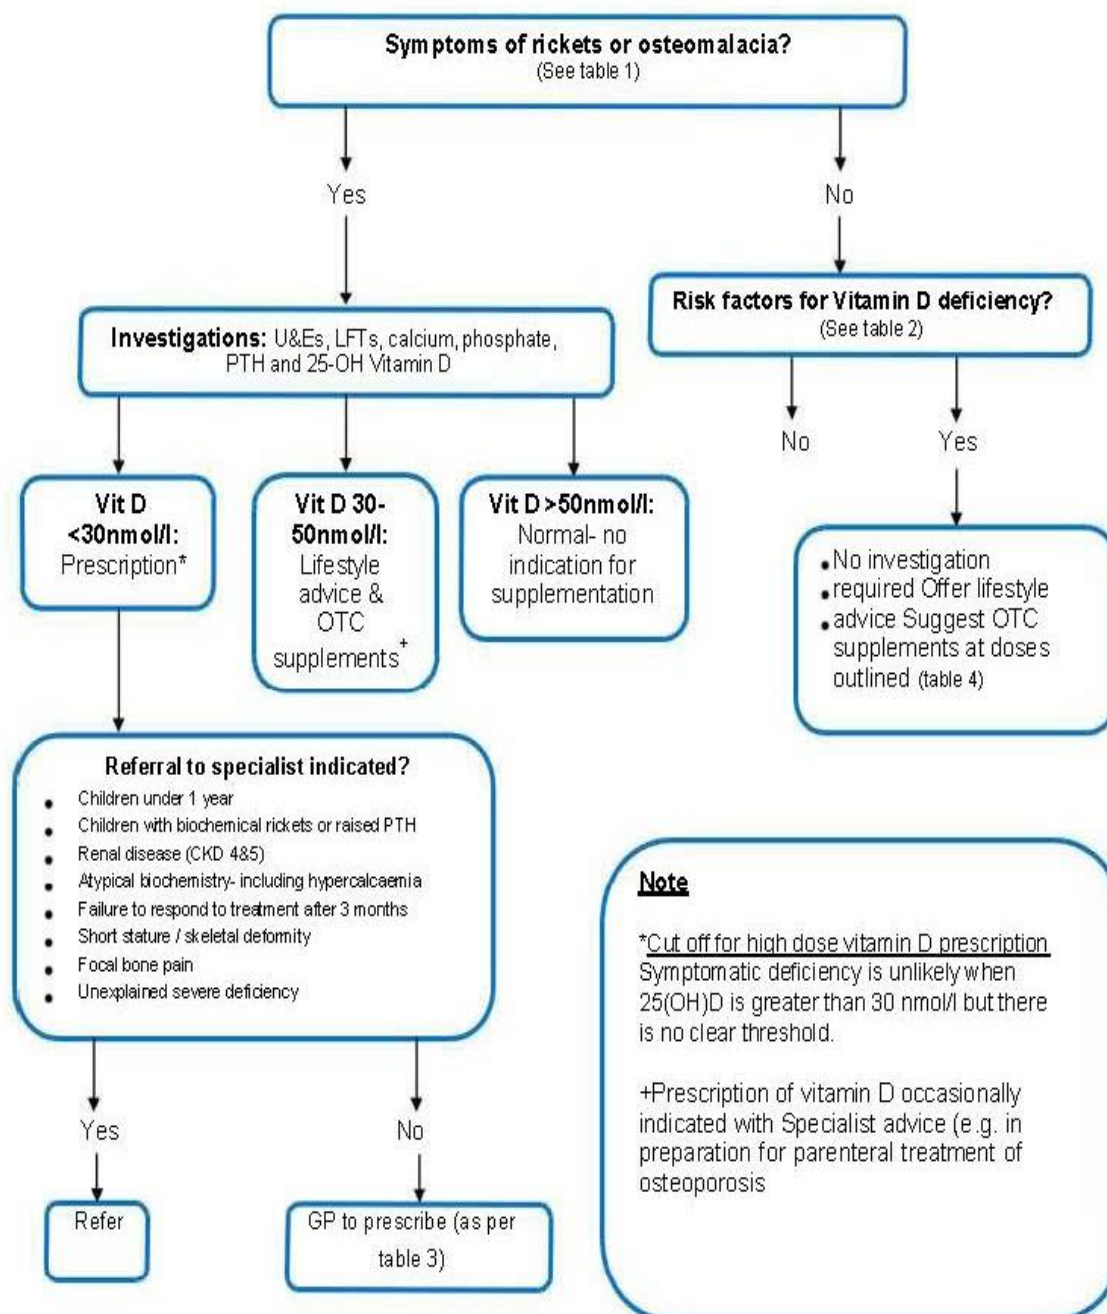 Symptoms of rickets or osteomalacia?
(See table 1)
Yes
No
Risk factors for Vitamin D deficiency?
(See table 2)
Investigations: U&Es, LFTs, calcium, phosphate,
PTH and 25-OH Vitamin D
No
Yes
Vit D
<30nmol/l:
Prescription*
Vit D 30-
50nmol/l:
Lifestyle
advice &
OTC
supplements+
Vit D >50nmol/l:
Normal- no
indication for
supplementation
• No investigation
• required Offer lifestyle
• advice Suggest OTC
supplements at doses
outlined (table 4)
Referral to specialist indicated?
• Children under 1 year
• Children with biochemical rickets or raised PTH
• Renal disease (CKD 4&5)
• Atypical biochemistry- including hypercalcaemia
• Failure to respond to treatment after 3 months
• Short stature / skeletal deformity
• Focal bone pain
• Unexplained severe deficiency
Yes
No
Refer
GP to prescribe (as per
table 3)
Note
*Cut off for high dose vitamin D prescription
Symptomatic deficiency is unlikely when
25(OH)D is greater than 30 nmol/l but there
is no clear threshold.
+Prescription of vitamin D occasionally
indicated with Specialist advice (e.g. in
preparation for parenteral treatment of
osteoporosis